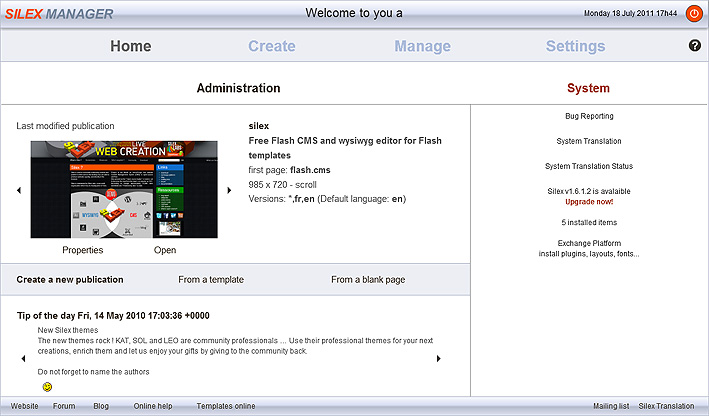 SILEX MANAGER
Welcome to you a
Monday 18 July 2011 17h44
Home
Create
Manage
Settings
?
Administration
System
Last modified publication
LIVE
WEB CREATION
Silex ?
Links
Resources
SILEX
WYSIWYG
CMS
silex
Free Flash CMS and wysiwyg editor for Flash
templates
first page: flash.cms
985 x 720 - scroll
Versions: *,fr,en (Default language: en)
Properties
Open
Bug Reporting
System Translation
System Translation Status
Silex v1.6.1.2 is avalaible
Upgrade now!
5 installed items
Exchange Platform
install plugins, layouts, fonts...
Create a new publication
From a template
From a blank page
Tip of the day Fri, 14 May 2010 17:03:36 +0000
New Silex themes
The new themes rock ! KAT, SOL and LEO are community professionals ... Use their professional themes for your next
creations, enrich them and let us enjoy your gifts by giving to the community back.
Do not forget to name the authors
Website
Forum
Blog
Online help
Templates online
Mailing list
Silex Translation